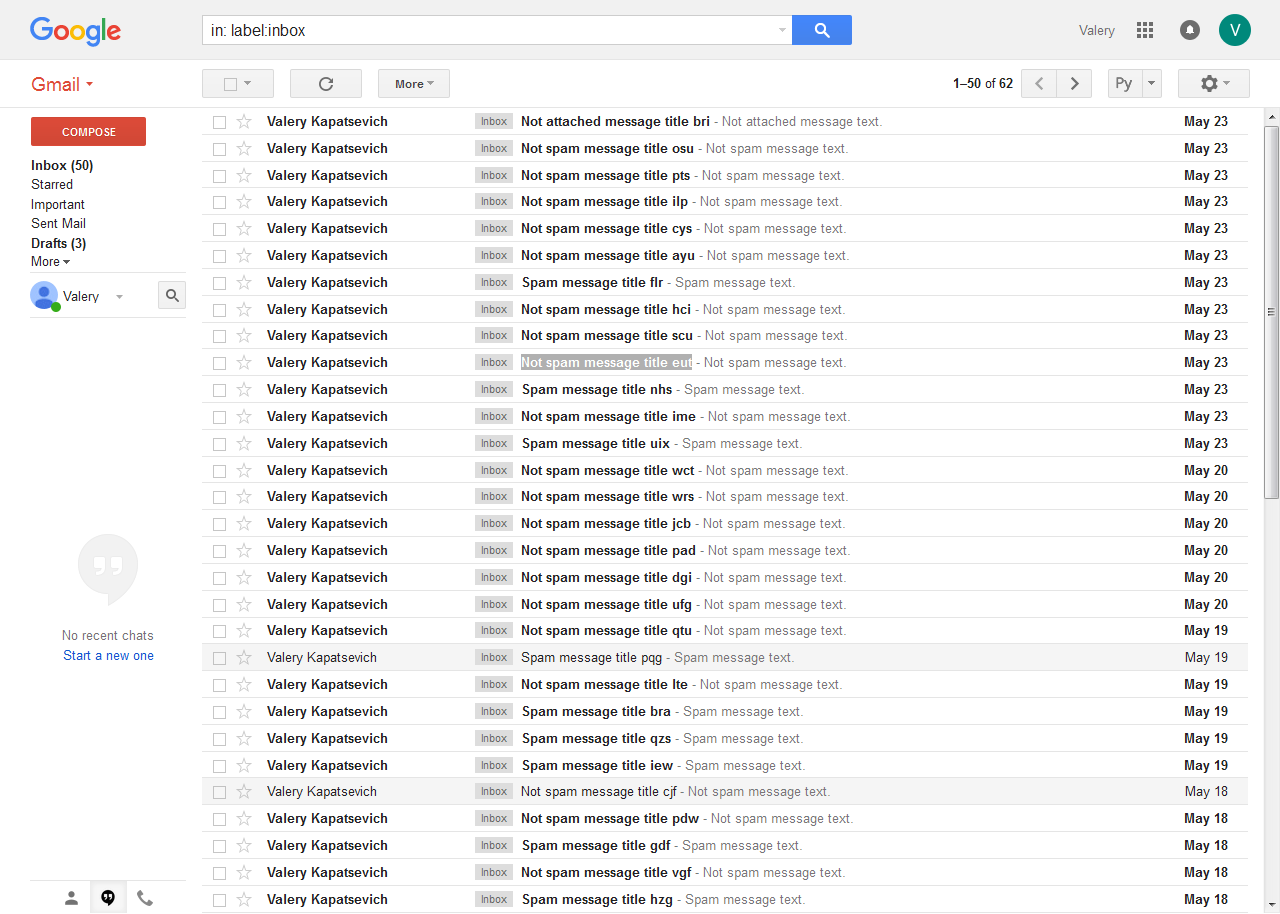 Google in: label:inbox Valery V
Gmail More 1–50 of 62 Py
COMPOSE
Inbox (50)
Starred
Important
Sent Mail
Drafts (3)
More
Valery
No recent chats
Start a new one
Valery Kapatsevich Inbox Not attached message title bri - Not attached message text. May 23
Valery Kapatsevich Inbox Not spam message title osu - Not spam message text. May 23
Valery Kapatsevich Inbox Not spam message title pts - Not spam message text. May 23
Valery Kapatsevich Inbox Not spam message title ilp - Not spam message text. May 23
Valery Kapatsevich Inbox Not spam message title cys - Not spam message text. May 23
Valery Kapatsevich Inbox Not spam message title ayu - Not spam message text. May 23
Valery Kapatsevich Inbox Spam message title flr - Spam message text. May 23
Valery Kapatsevich Inbox Not spam message title hci - Not spam message text. May 23
Valery Kapatsevich Inbox Not spam message title scu - Not spam message text. May 23
Valery Kapatsevich Inbox Not spam message title eut - Not spam message text. May 23
Valery Kapatsevich Inbox Spam message title nhs - Spam message text. May 23
Valery Kapatsevich Inbox Not spam message title ime - Not spam message text. May 23
Valery Kapatsevich Inbox Spam message title uix - Spam message text. May 23
Valery Kapatsevich Inbox Not spam message title wct - Not spam message text. May 20
Valery Kapatsevich Inbox Not spam message title wrs - Not spam message text. May 20
Valery Kapatsevich Inbox Not spam message title jcb - Not spam message text. May 20
Valery Kapatsevich Inbox Not spam message title pad - Not spam message text. May 20
Valery Kapatsevich Inbox Not spam message title dgi - Not spam message text. May 20
Valery Kapatsevich Inbox Not spam message title ufg - Not spam message text. May 20
Valery Kapatsevich Inbox Not spam message title qtu - Not spam message text. May 19
Valery Kapatsevich Inbox Spam message title pqg - Spam message text. May 19
Valery Kapatsevich Inbox Not spam message title lte - Not spam message text. May 19
Valery Kapatsevich Inbox Spam message title bra - Spam message text. May 19
Valery Kapatsevich Inbox Spam message title qzs - Spam message text. May 19
Valery Kapatsevich Inbox Spam message title iew - Spam message text. May 19
Valery Kapatsevich Inbox Not spam message title cjf - Not spam message text. May 18
Valery Kapatsevich Inbox Not spam message title pdw - Not spam message text. May 18
Valery Kapatsevich Inbox Spam message title gdf - Spam message text. May 18
Valery Kapatsevich Inbox Not spam message title vgf - Not spam message text. May 18
Valery Kapatsevich Inbox Spam message title hzg - Spam message text. May 18